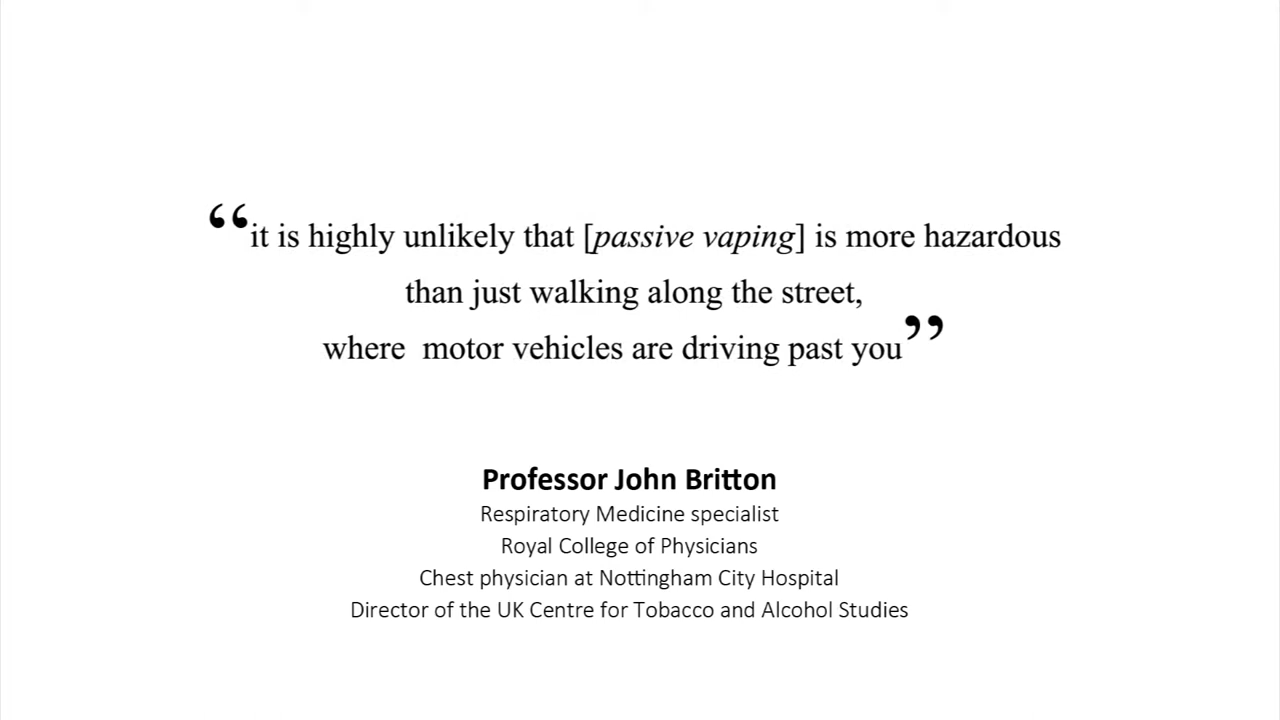 “it is highly unlikely that [passive vaping] is more hazardous
than just walking along the street,
where  motor vehicles are driving past you”
Professor John Britton
Respiratory Medicine specialist
Royal College of Physicians
Chest physician at Nottingham City Hospital
Director of the UK Centre for Tobacco and Alcohol Studies